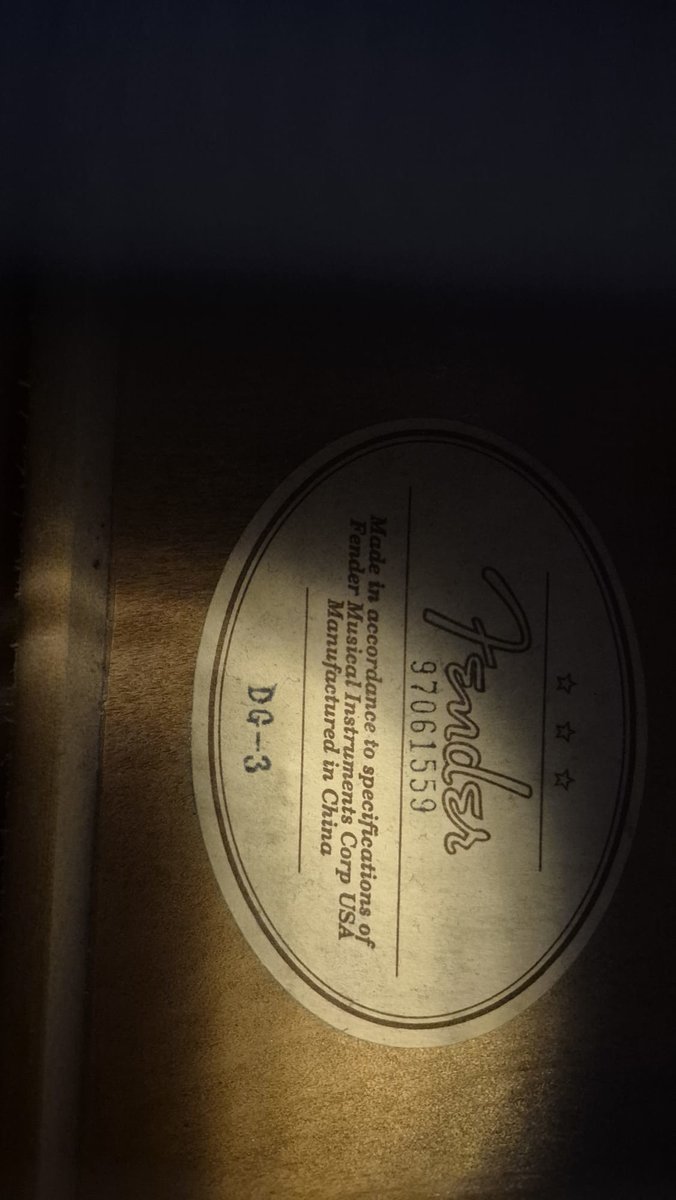 ☆ ☆ ☆
Fender
97061559
Made in accordance to specifications of
Fender Musical Instruments Corp USA
Manufactured in China
DG-3